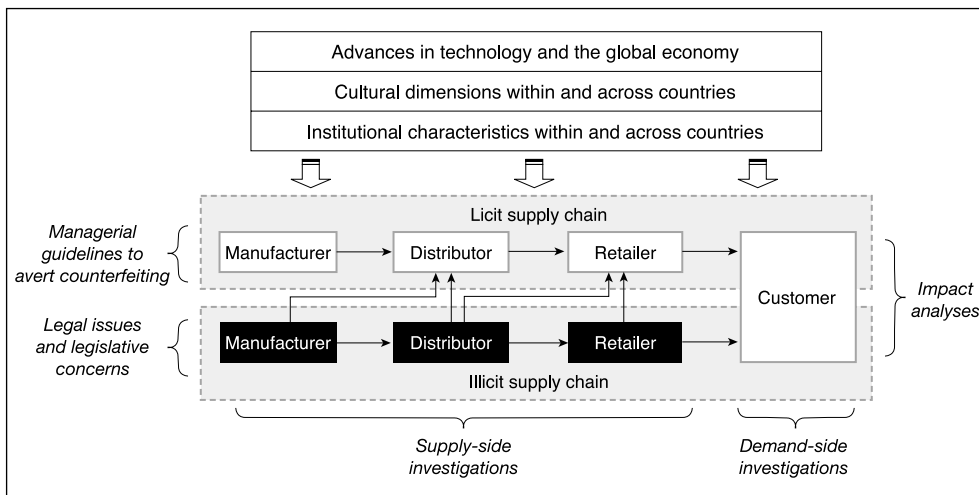 Advances in technology and the global economy
Cultural dimensions within and across countries
Institutional characteristics within and across countries
Licit supply chain
Managerial
guidelines to
avert counterfeiting
Manufacturer
Distributor
Retailer
Customer
Impact
analyses
Legal issues
and legislative
concerns
Manufacturer
Distributor
Retailer
Illicit supply chain
Supply-side
investigations
Demand-side
investigations